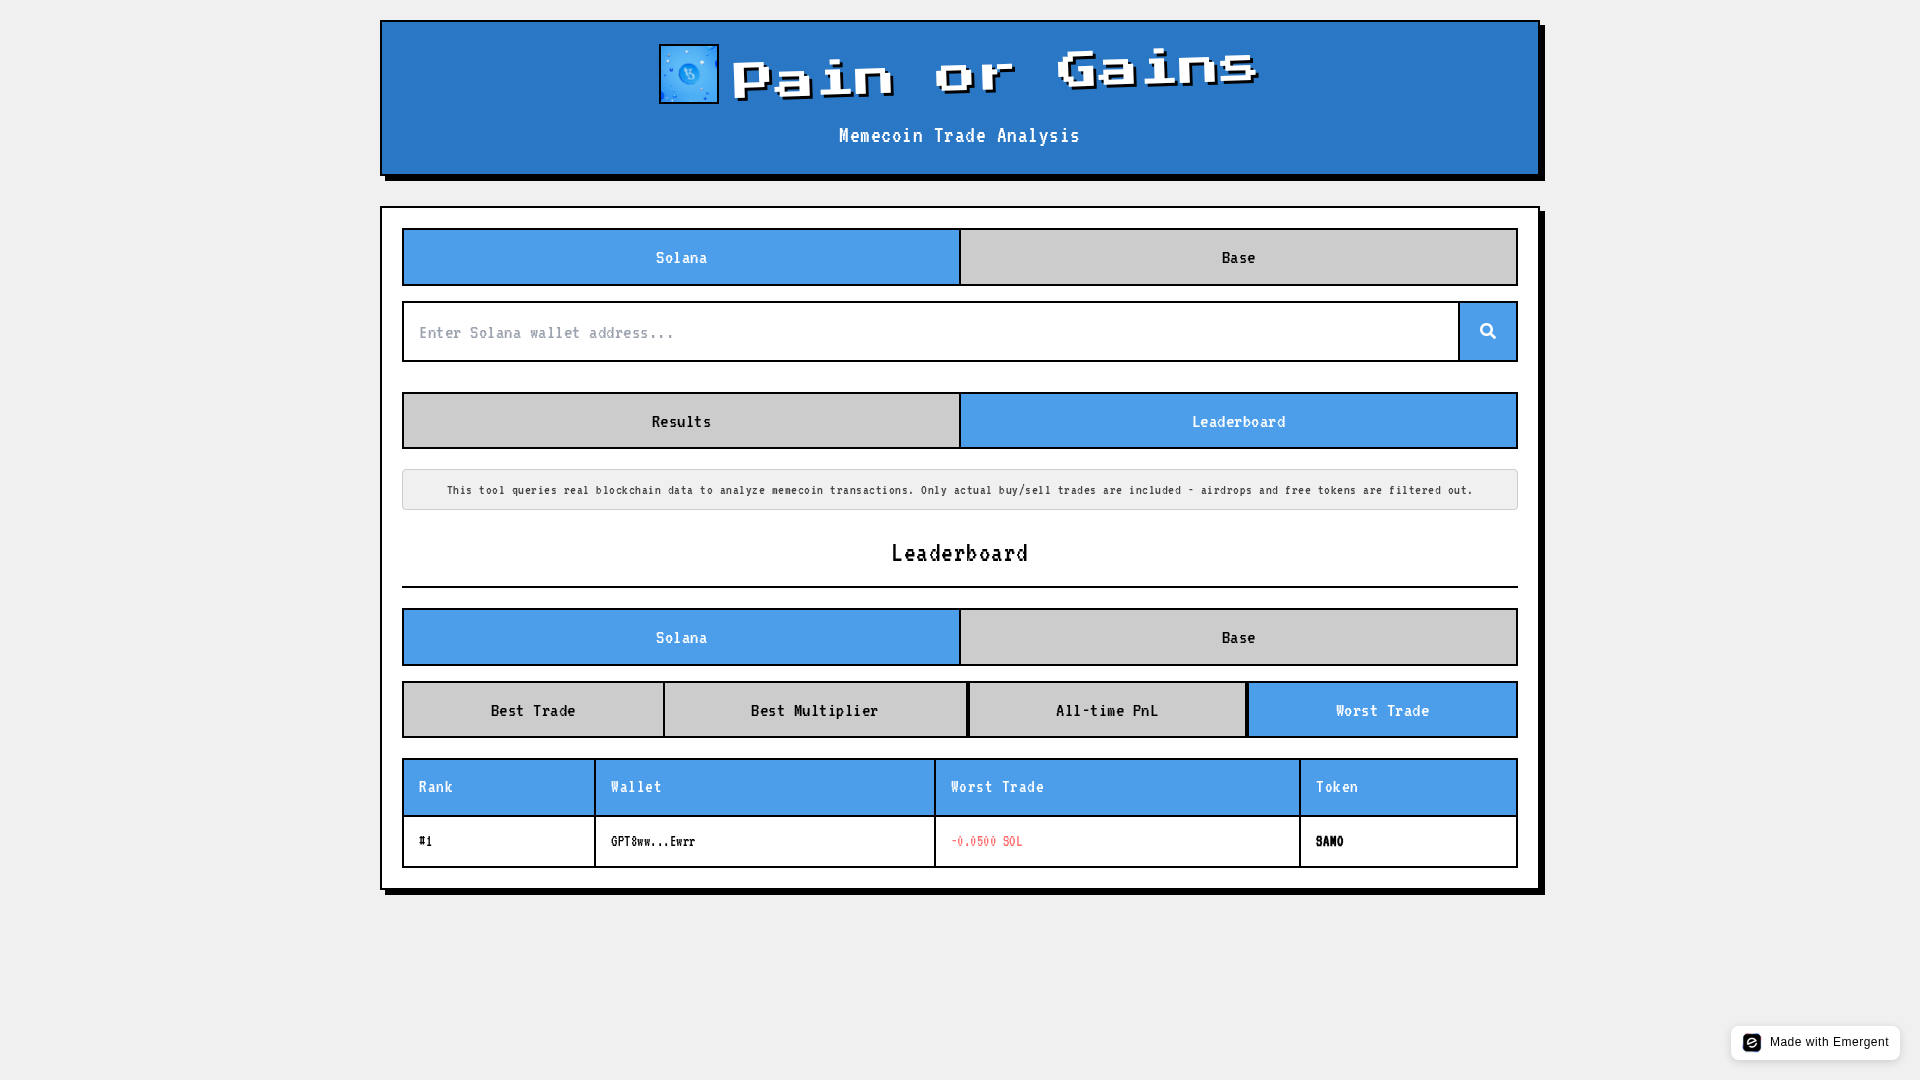 Pain or Gains
Memecoin Trade Analysis
Solana Base
Enter Solana wallet address...
Results Leaderboard
This tool queries real blockchain data to analyze memecoin transactions. Only actual buy/sell trades are included - airdrops and free tokens are filtered out.
Leaderboard
Solana Base
Best Trade Best Multiplier All-time PnL Worst Trade
Rank Wallet Worst Trade Token
#1 GPT8ww...Ewrr -0.0500 SOL SAMO
Made with Emergent